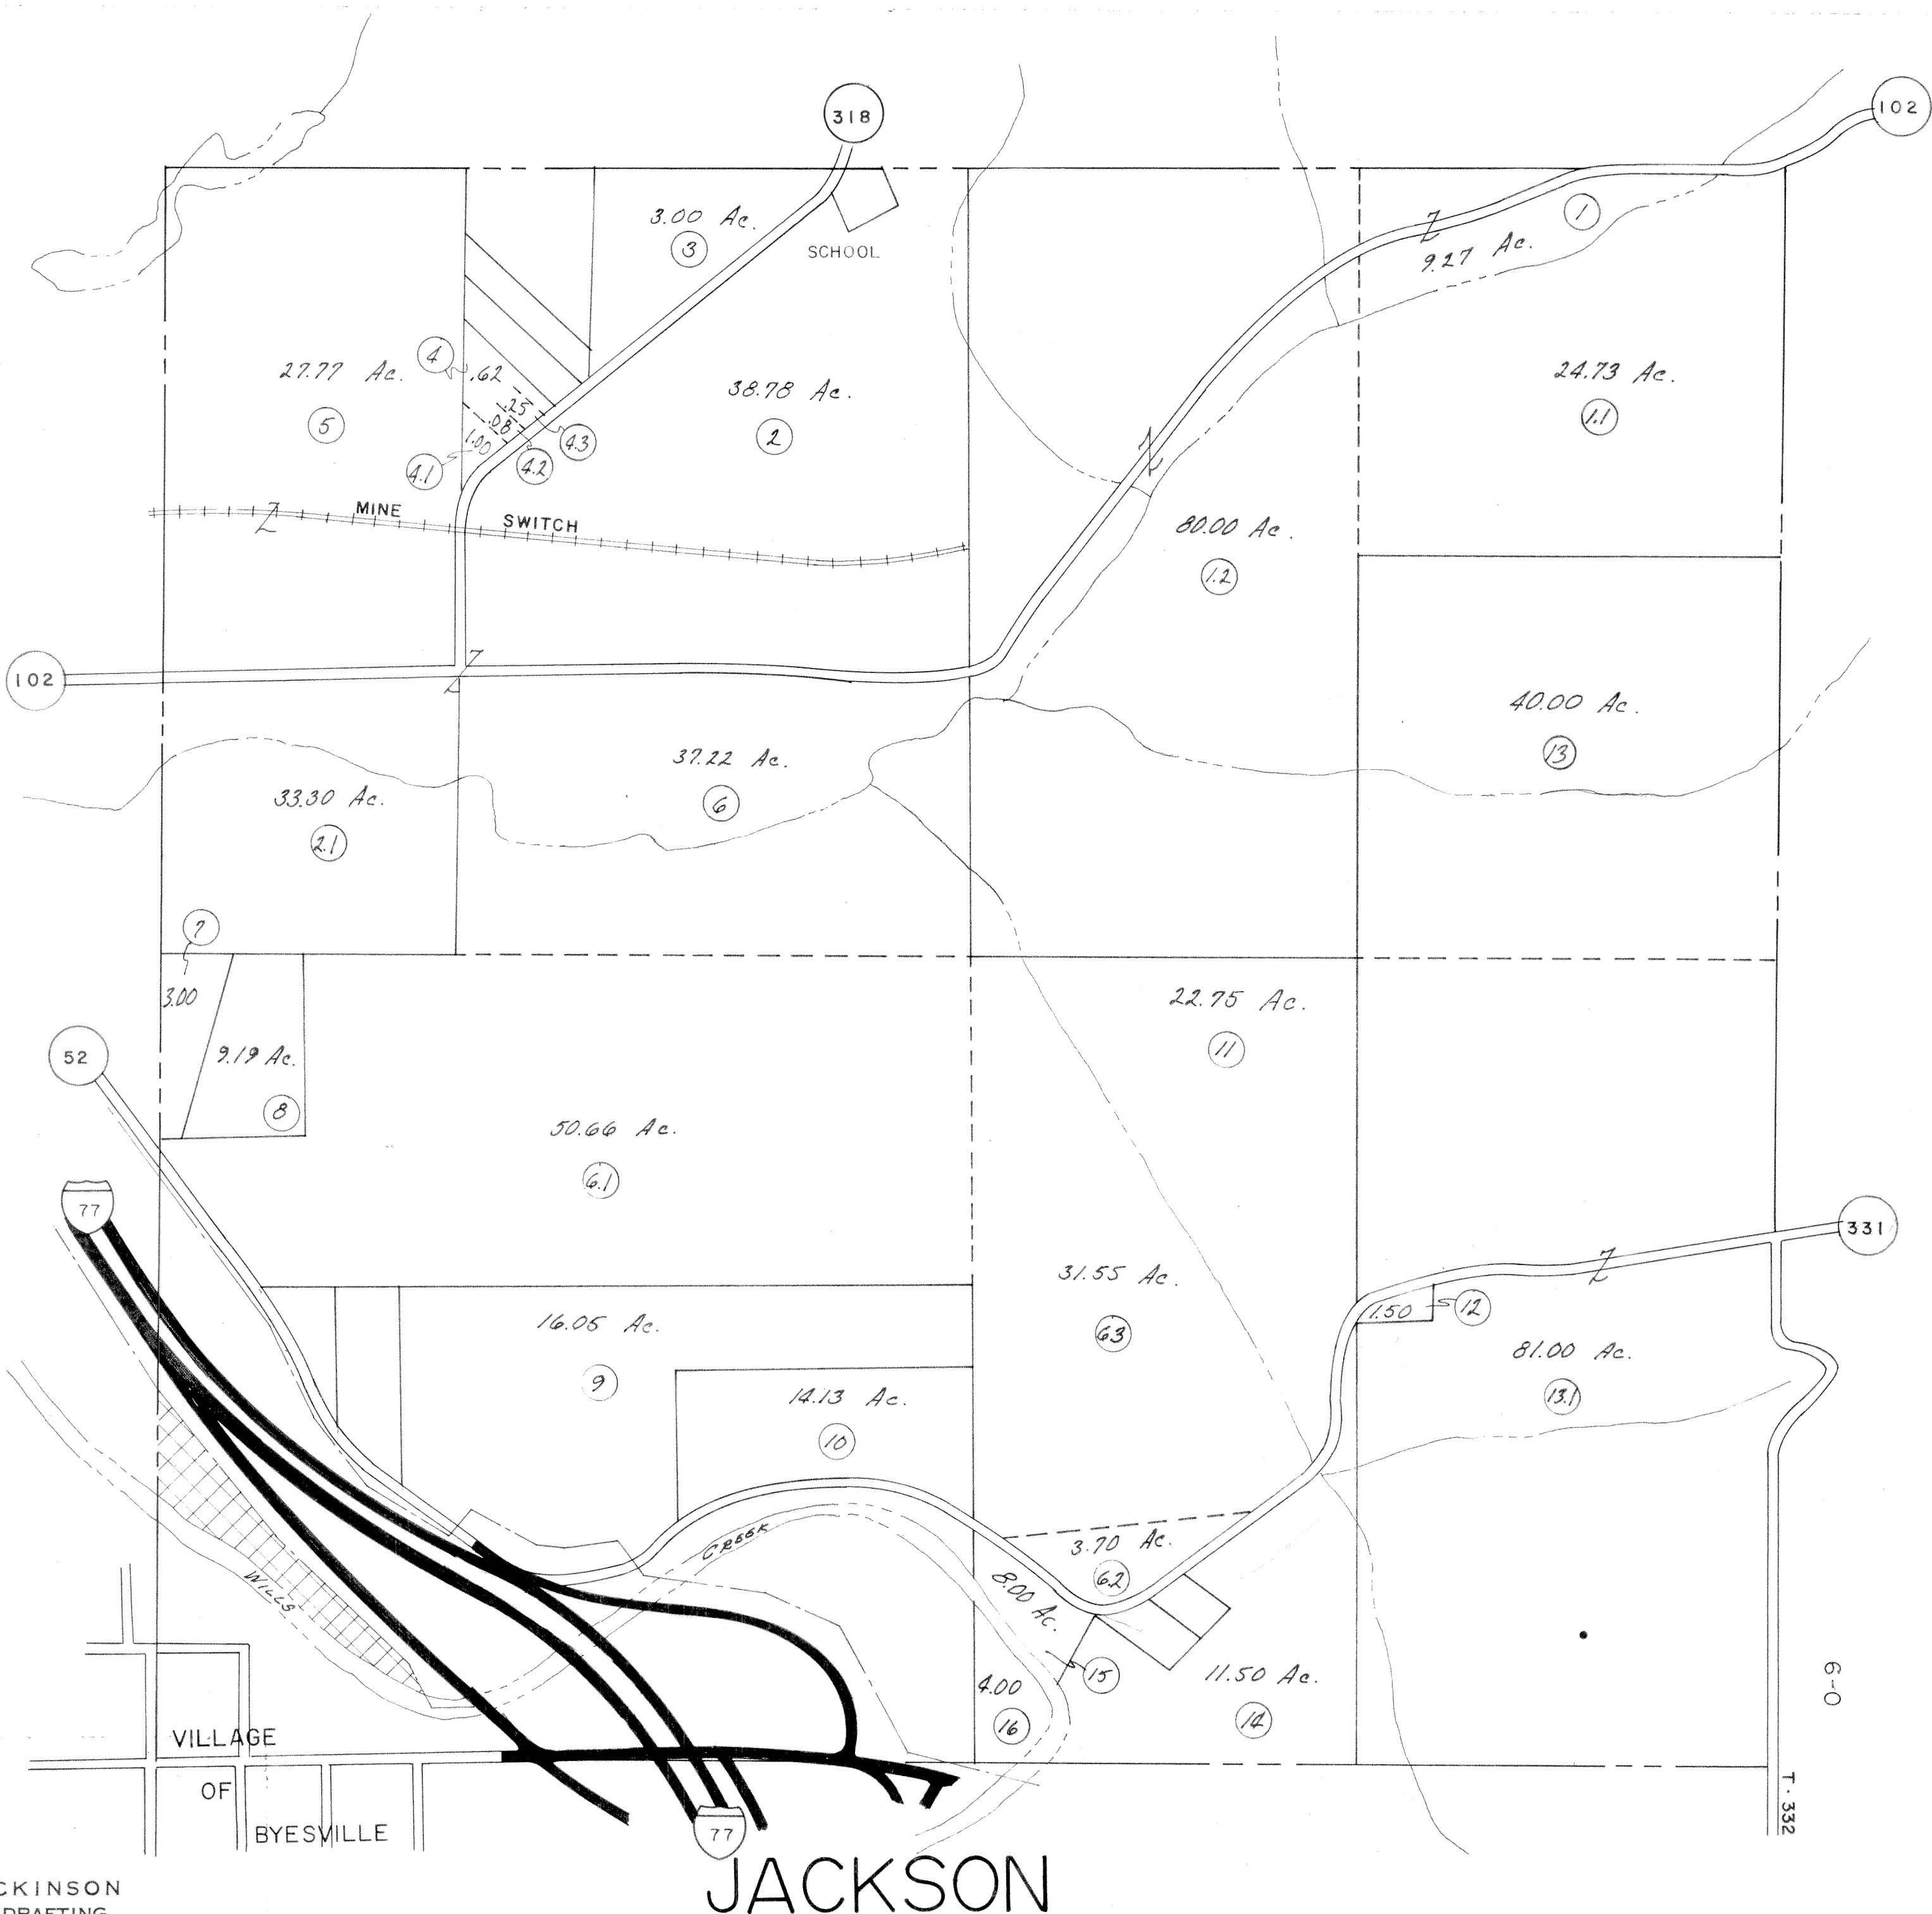 318
102
3.00 Ac.
3
SCHOOL
1
9.27 Ac.
27.77 Ac.
5
4
.62
.25
.08
1.00
4.1
4.2
4.3
38.78 Ac.
2
24.73 Ac.
1.1
MINE SWITCH
80.00 Ac.
1.2
102
40.00 Ac.
13
37.22 Ac.
6
33.30 Ac.
2.1
7
3.00
9.19 Ac.
8
52
22.75 Ac.
11
50.66 Ac.
6.1
77
331
31.55 Ac.
6.3
16.05 Ac.
9
1.50
12
81.00 Ac.
13.1
14.13 Ac.
10
CREEK
WILLS
3.70 Ac.
6.2
8.00 Ac.
15
4.00
16
11.50 Ac.
14
6-0
VILLAGE
OF
BYESVILLE
T-332
77
JACKSON
CKINSON
DRAFTING